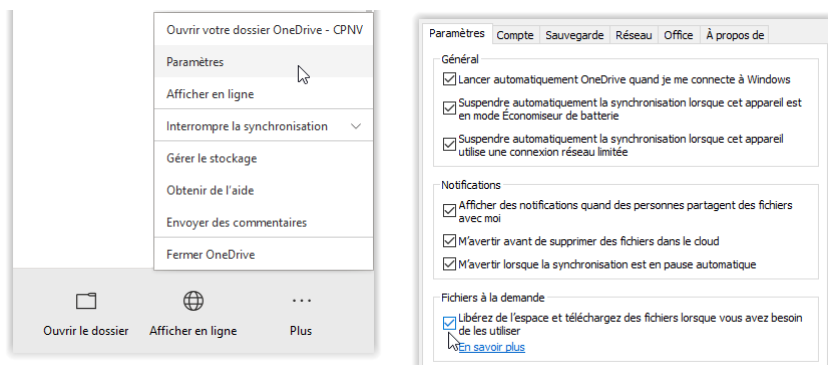 Ouvrir votre dossier OneDrive - CPNV
Paramètres
Afficher en ligne
Interrompre la synchronisation
Gérer le stockage
Obtenir de l'aide
Envoyer des commentaires
Fermer OneDrive
Ouvrir le dossier
Afficher en ligne
Plus
Paramètres
Compte
Sauvegarde
Réseau
Office
À propos de
Général
Lancer automatiquement OneDrive quand je me connecte à Windows
Suspendre automatiquement la synchronisation lorsque cet appareil est
en mode Économiseur de batterie
Suspendre automatiquement la synchronisation lorsque cet appareil
utilise une connexion réseau limitée
Notifications
Afficher des notifications quand des personnes partagent des fichiers
avec moi
M'avertir avant de supprimer des fichiers dans le cloud
M'avertir lorsque la synchronisation est en pause automatique
Fichiers à la demande
Libérez de l'espace et téléchargez des fichiers lorsque vous avez besoin
de les utiliser
En savoir plus